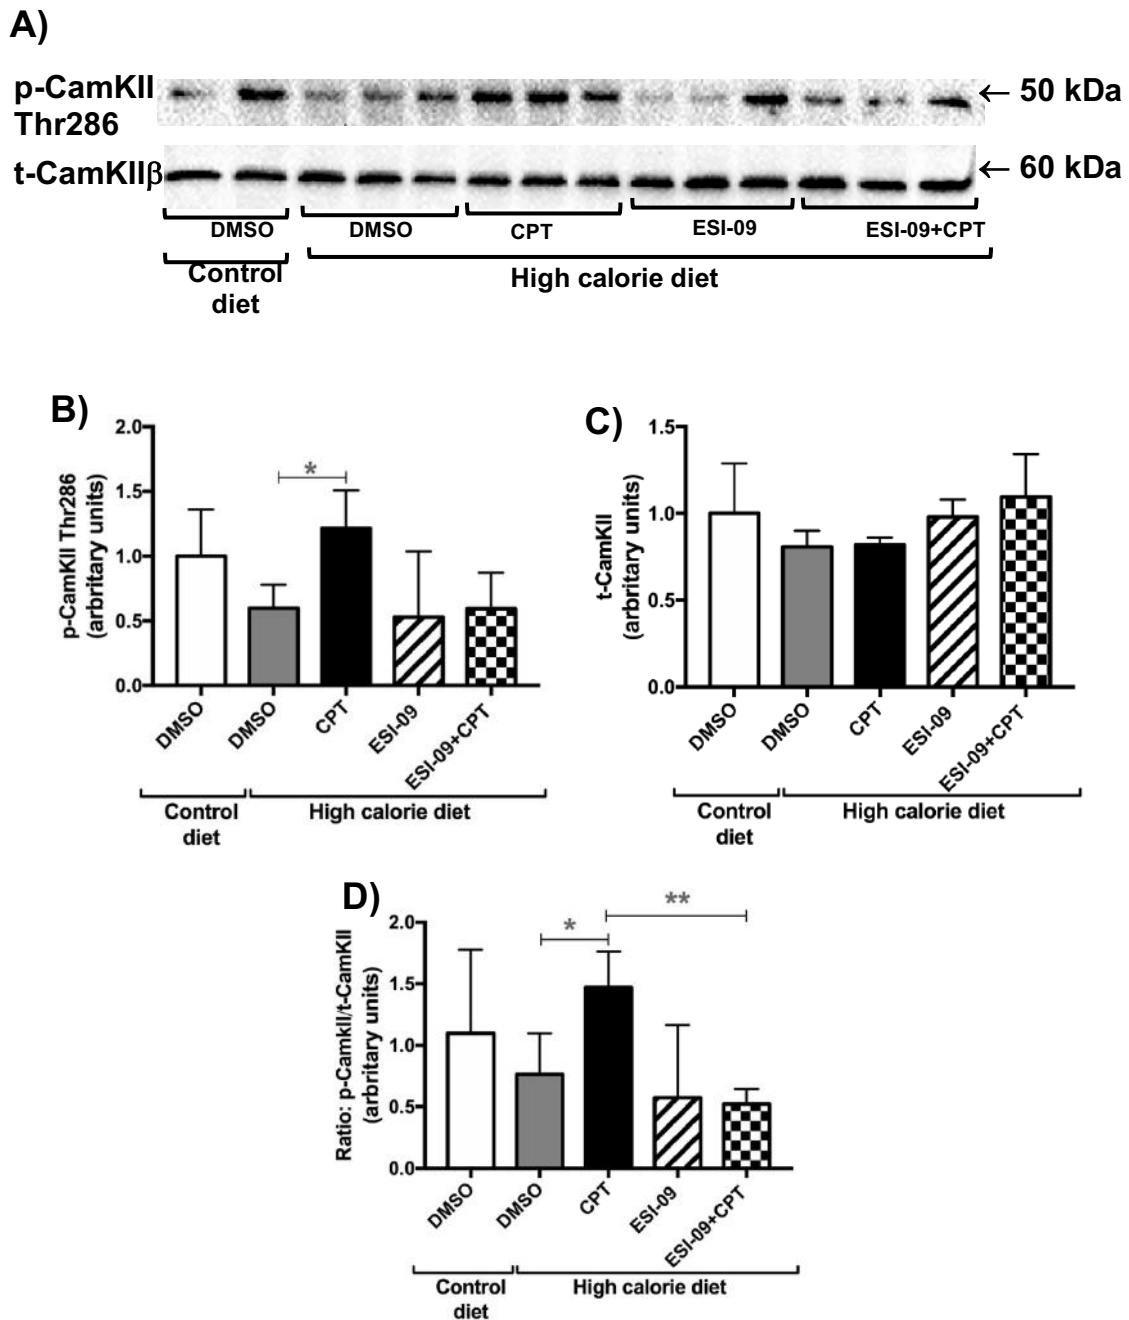 A)
p-CamKII
Thr286
← 50 kDa
t-CamKIIβ
← 60 kDa
DMSO DMSO CPT ESI-09 ESI-09+CPT
Control
diet
High calorie diet
B)
p-CamKII Thr286
(arbritary units)
2.0
1.5
1.0
0.5
0.0
*
DMSO
DMSO
CPT
ESI-09
ESI-09+CPT
Control
diet
High calorie diet
C)
t-CamKII
(arbritary units)
1.5
1.0
0.5
0.0
DMSO
DMSO
CPT
ESI-09
ESI-09+CPT
Control
diet
High calorie diet
D)
Ratio: p-CamkII/t-CamKII
(arbritary units)
2.0
1.5
1.0
0.5
0.0
*
**
DMSO
DMSO
CPT
ESI-09
ESI-09+CPT
Control
diet
High calorie diet